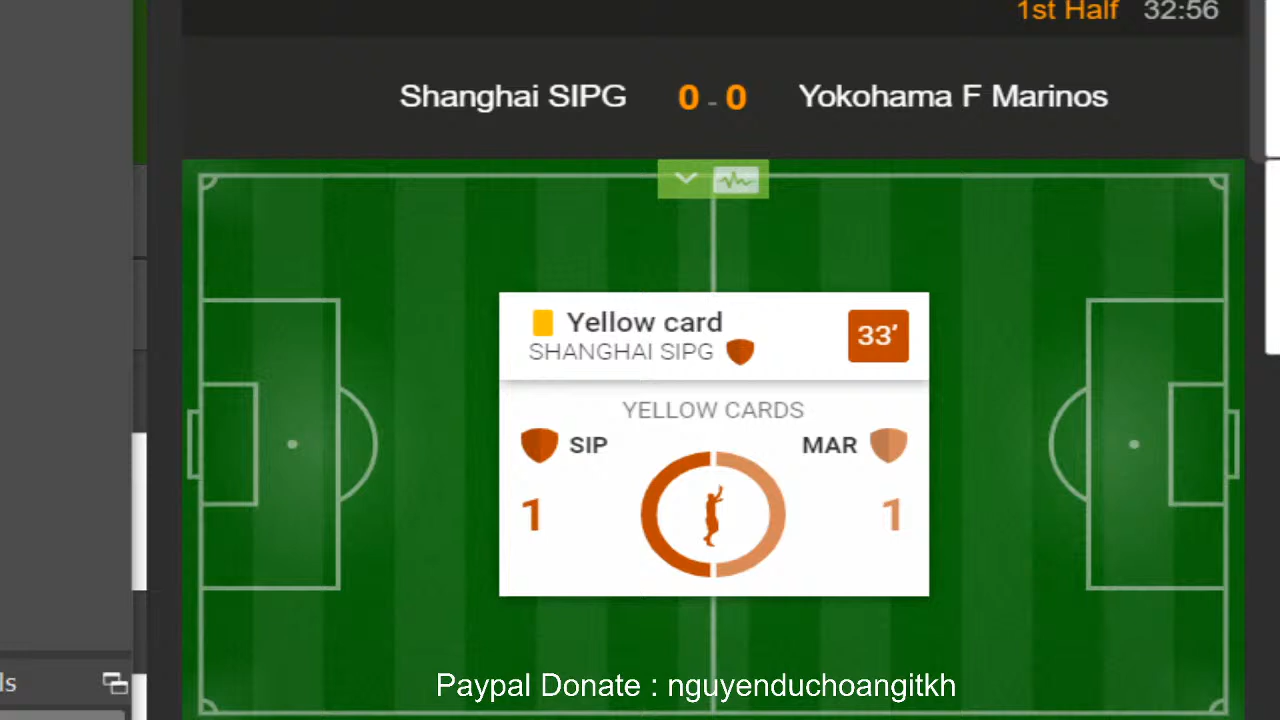 1st Half 32:56
Shanghai SIPG 0 - 0 Yokohama F Marinos
Yellow card
SHANGHAI SIPG
33’
YELLOW CARDS
SIP MAR
1 1
ls
Paypal Donate : nguyenduchoangitkh